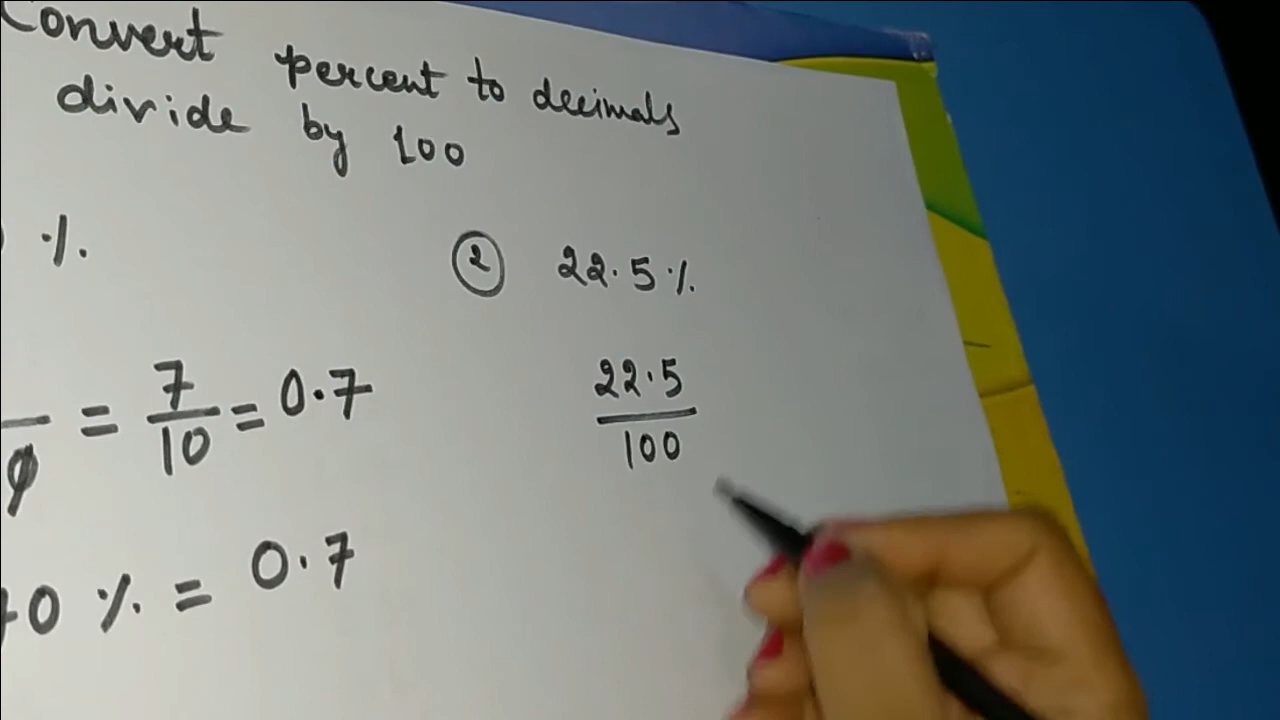 Convert percent to decimals
divide by 100
%
= 7/10 = 0.7
70 % = 0.7
② 22.5 %
22.5
100